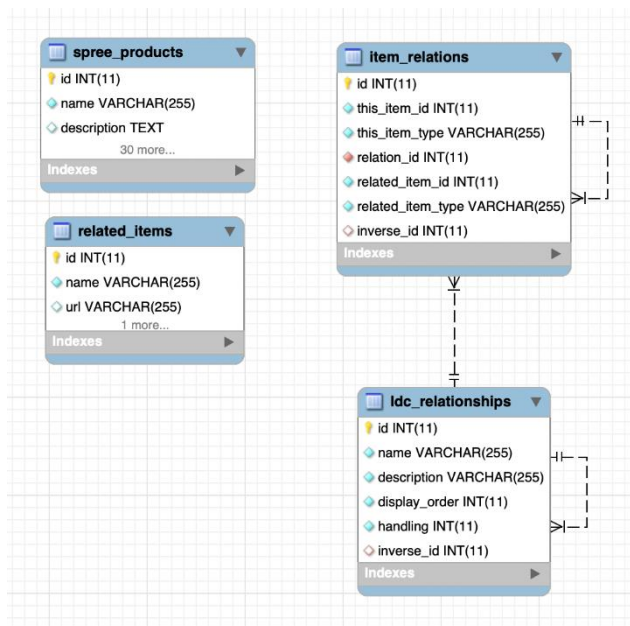 spree_products
id INT(11)
name VARCHAR(255)
description TEXT
30 more...
Indexes
related_items
id INT(11)
name VARCHAR(255)
url VARCHAR(255)
1 more...
Indexes
item_relations
id INT(11)
this_item_id INT(11)
this_item_type VARCHAR(255)
relation_id INT(11)
related_item_id INT(11)
related_item_type VARCHAR(255)
inverse_id INT(11)
Indexes
ldc_relationships
id INT(11)
name VARCHAR(255)
description VARCHAR(255)
display_order INT(11)
handling INT(11)
inverse_id INT(11)
Indexes